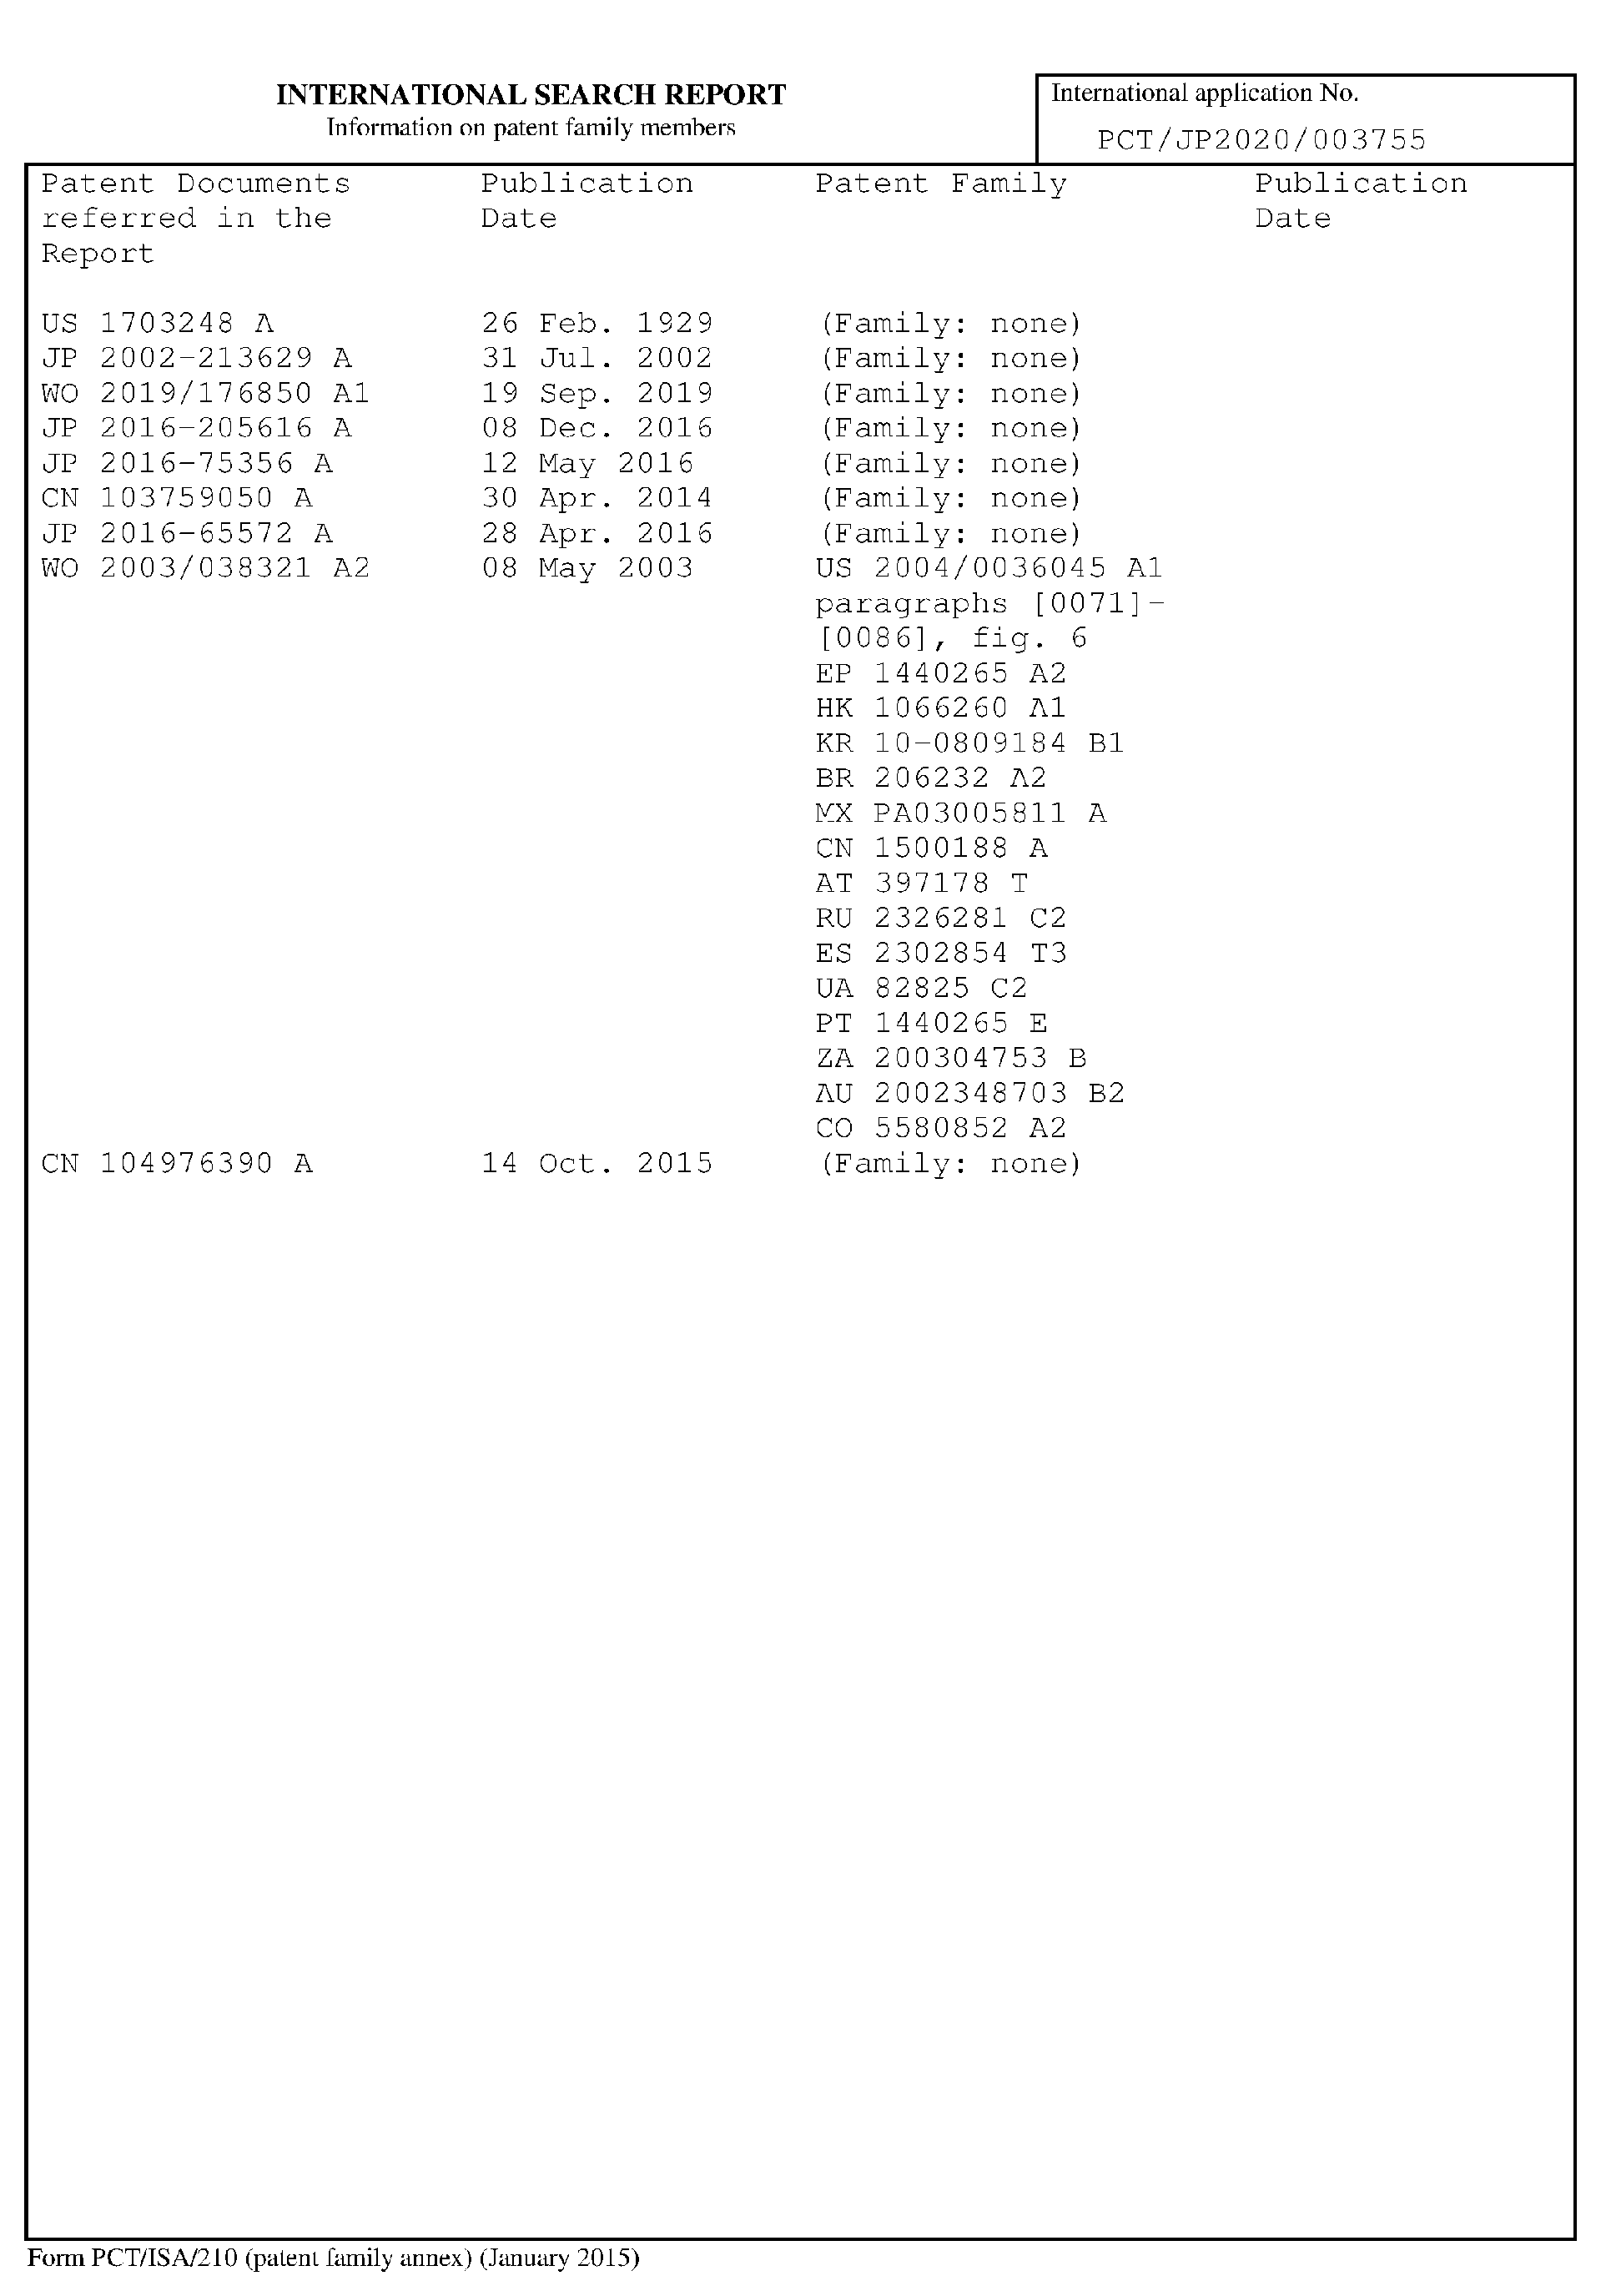 INTERNATIONAL SEARCH REPORT
Information on patent family members
International application No.
PCT/JP2020/003755
Patent Documents Publication Patent Family Publication
referred in the Date Date
Report
US 1703248 A 26 Feb. 1929 (Family: none)
JP 2002-213629 A 31 Jul. 2002 (Family: none)
WO 2019/176850 A1 19 Sep. 2019 (Family: none)
JP 2016-205616 A 08 Dec. 2016 (Family: none)
JP 2016-75356 A 12 May 2016 (Family: none)
CN 103759050 A 30 Apr. 2014 (Family: none)
JP 2016-65572 A 28 Apr. 2016 (Family: none)
WO 2003/038321 A2 08 May 2003 US 2004/0036045 A1
paragraphs [0071]-
[0086], fig. 6
EP 1440265 A2
HK 1066260 A1
KR 10-0809184 B1
BR 206232 A2
MX PA03005811 A
CN 1500188 A
AT 397178 T
RU 2326281 C2
ES 2302854 T3
UA 82825 C2
PT 1440265 E
ZA 200304753 B
AU 2002348703 B2
CO 5580852 A2
CN 104976390 A 14 Oct. 2015 (Family: none)
Form PCT/ISA/210 (patent family annex) (January 2015)